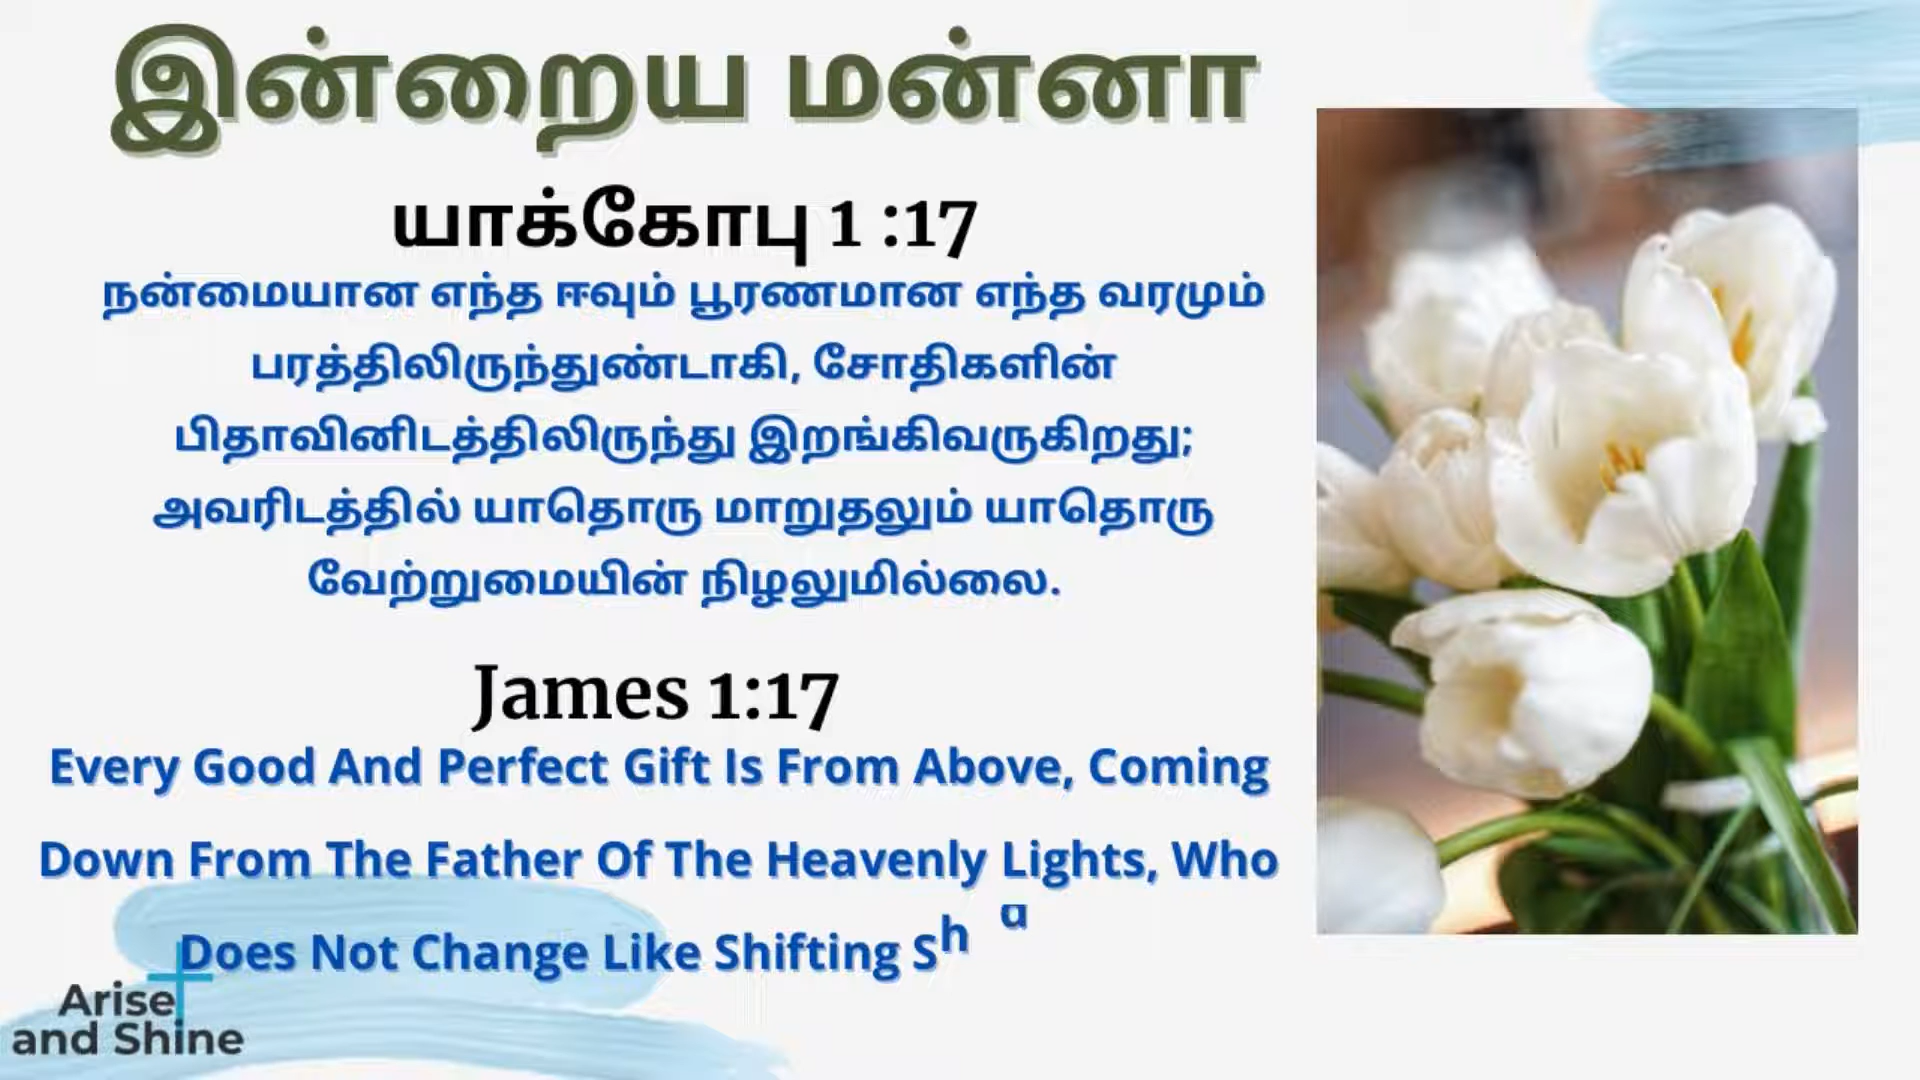 இன்றைய மன்னா
யாக்கோபு 1 :17
நன்மையான எந்த ஈவும் பூரணமான எந்த வரமும்
பரத்திலிருந்துண்டாகி, சோதிகளின்
பிதாவினிடத்திலிருந்து இறங்கிவருகிறது;
அவரிடத்தில் யாதொரு மாறுதலும் யாதொரு
வேற்றுமையின் நிழலுமில்லை.
James 1:17
Every Good And Perfect Gift Is From Above, Coming
Down From The Father Of The Heavenly Lights, Who
Does Not Change Like Shifting Sh a
Arise
and Shine